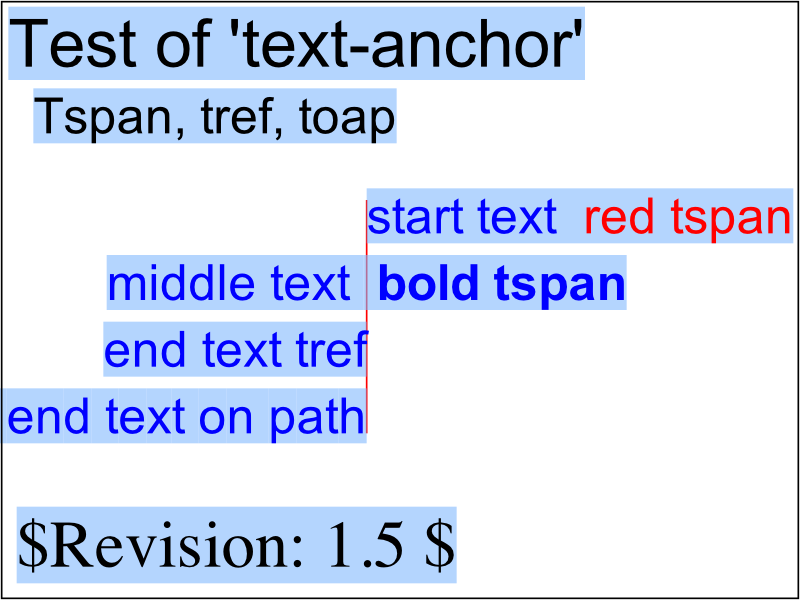 Test of 'text-anchor'
Tspan, tref, toap
start text  red tspan
middle text  bold tspan
end text tref
end text on path
$Revision: 1.5 $